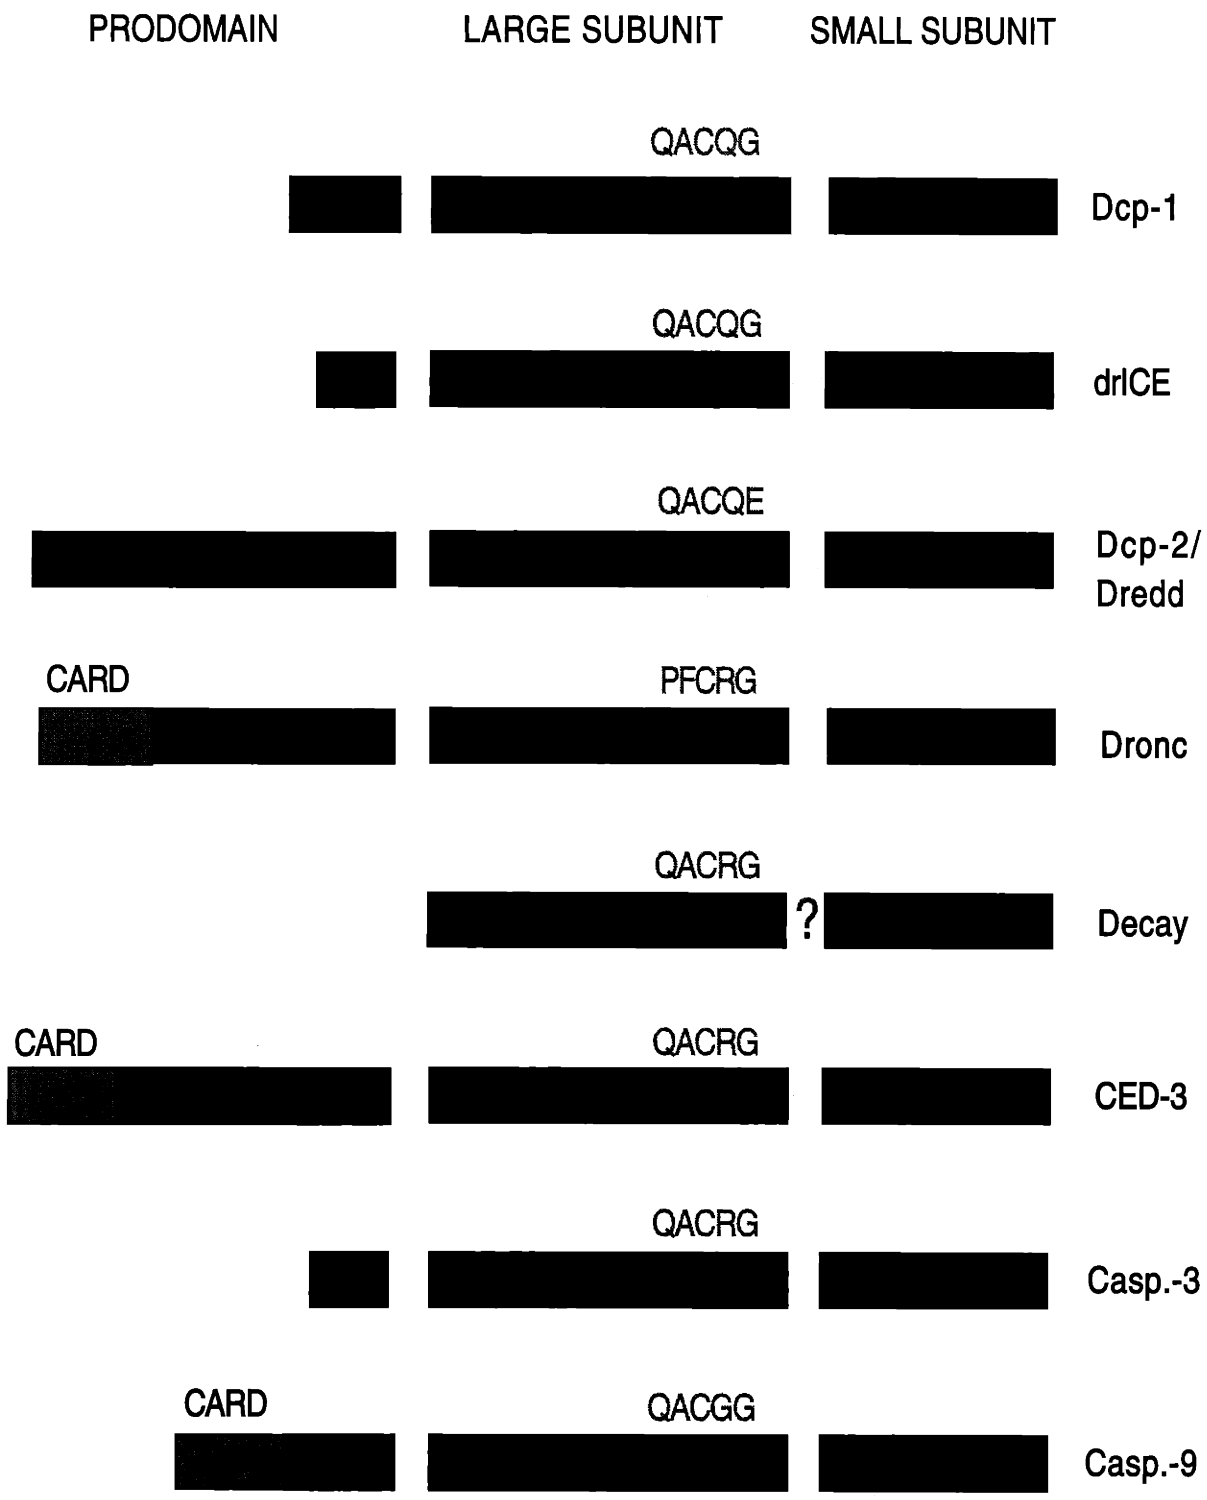 PRODOMAIN LARGE SUBUNIT SMALL SUBUNIT
QACQG
Dcp-1
QACQG
drICE
QACQE
Dcp-2/
Dredd
CARD PFCRG
Dronc
QACRG
? Decay
CARD QACRG
CED-3
QACRG
Casp.-3
CARD QACGG
Casp.-9